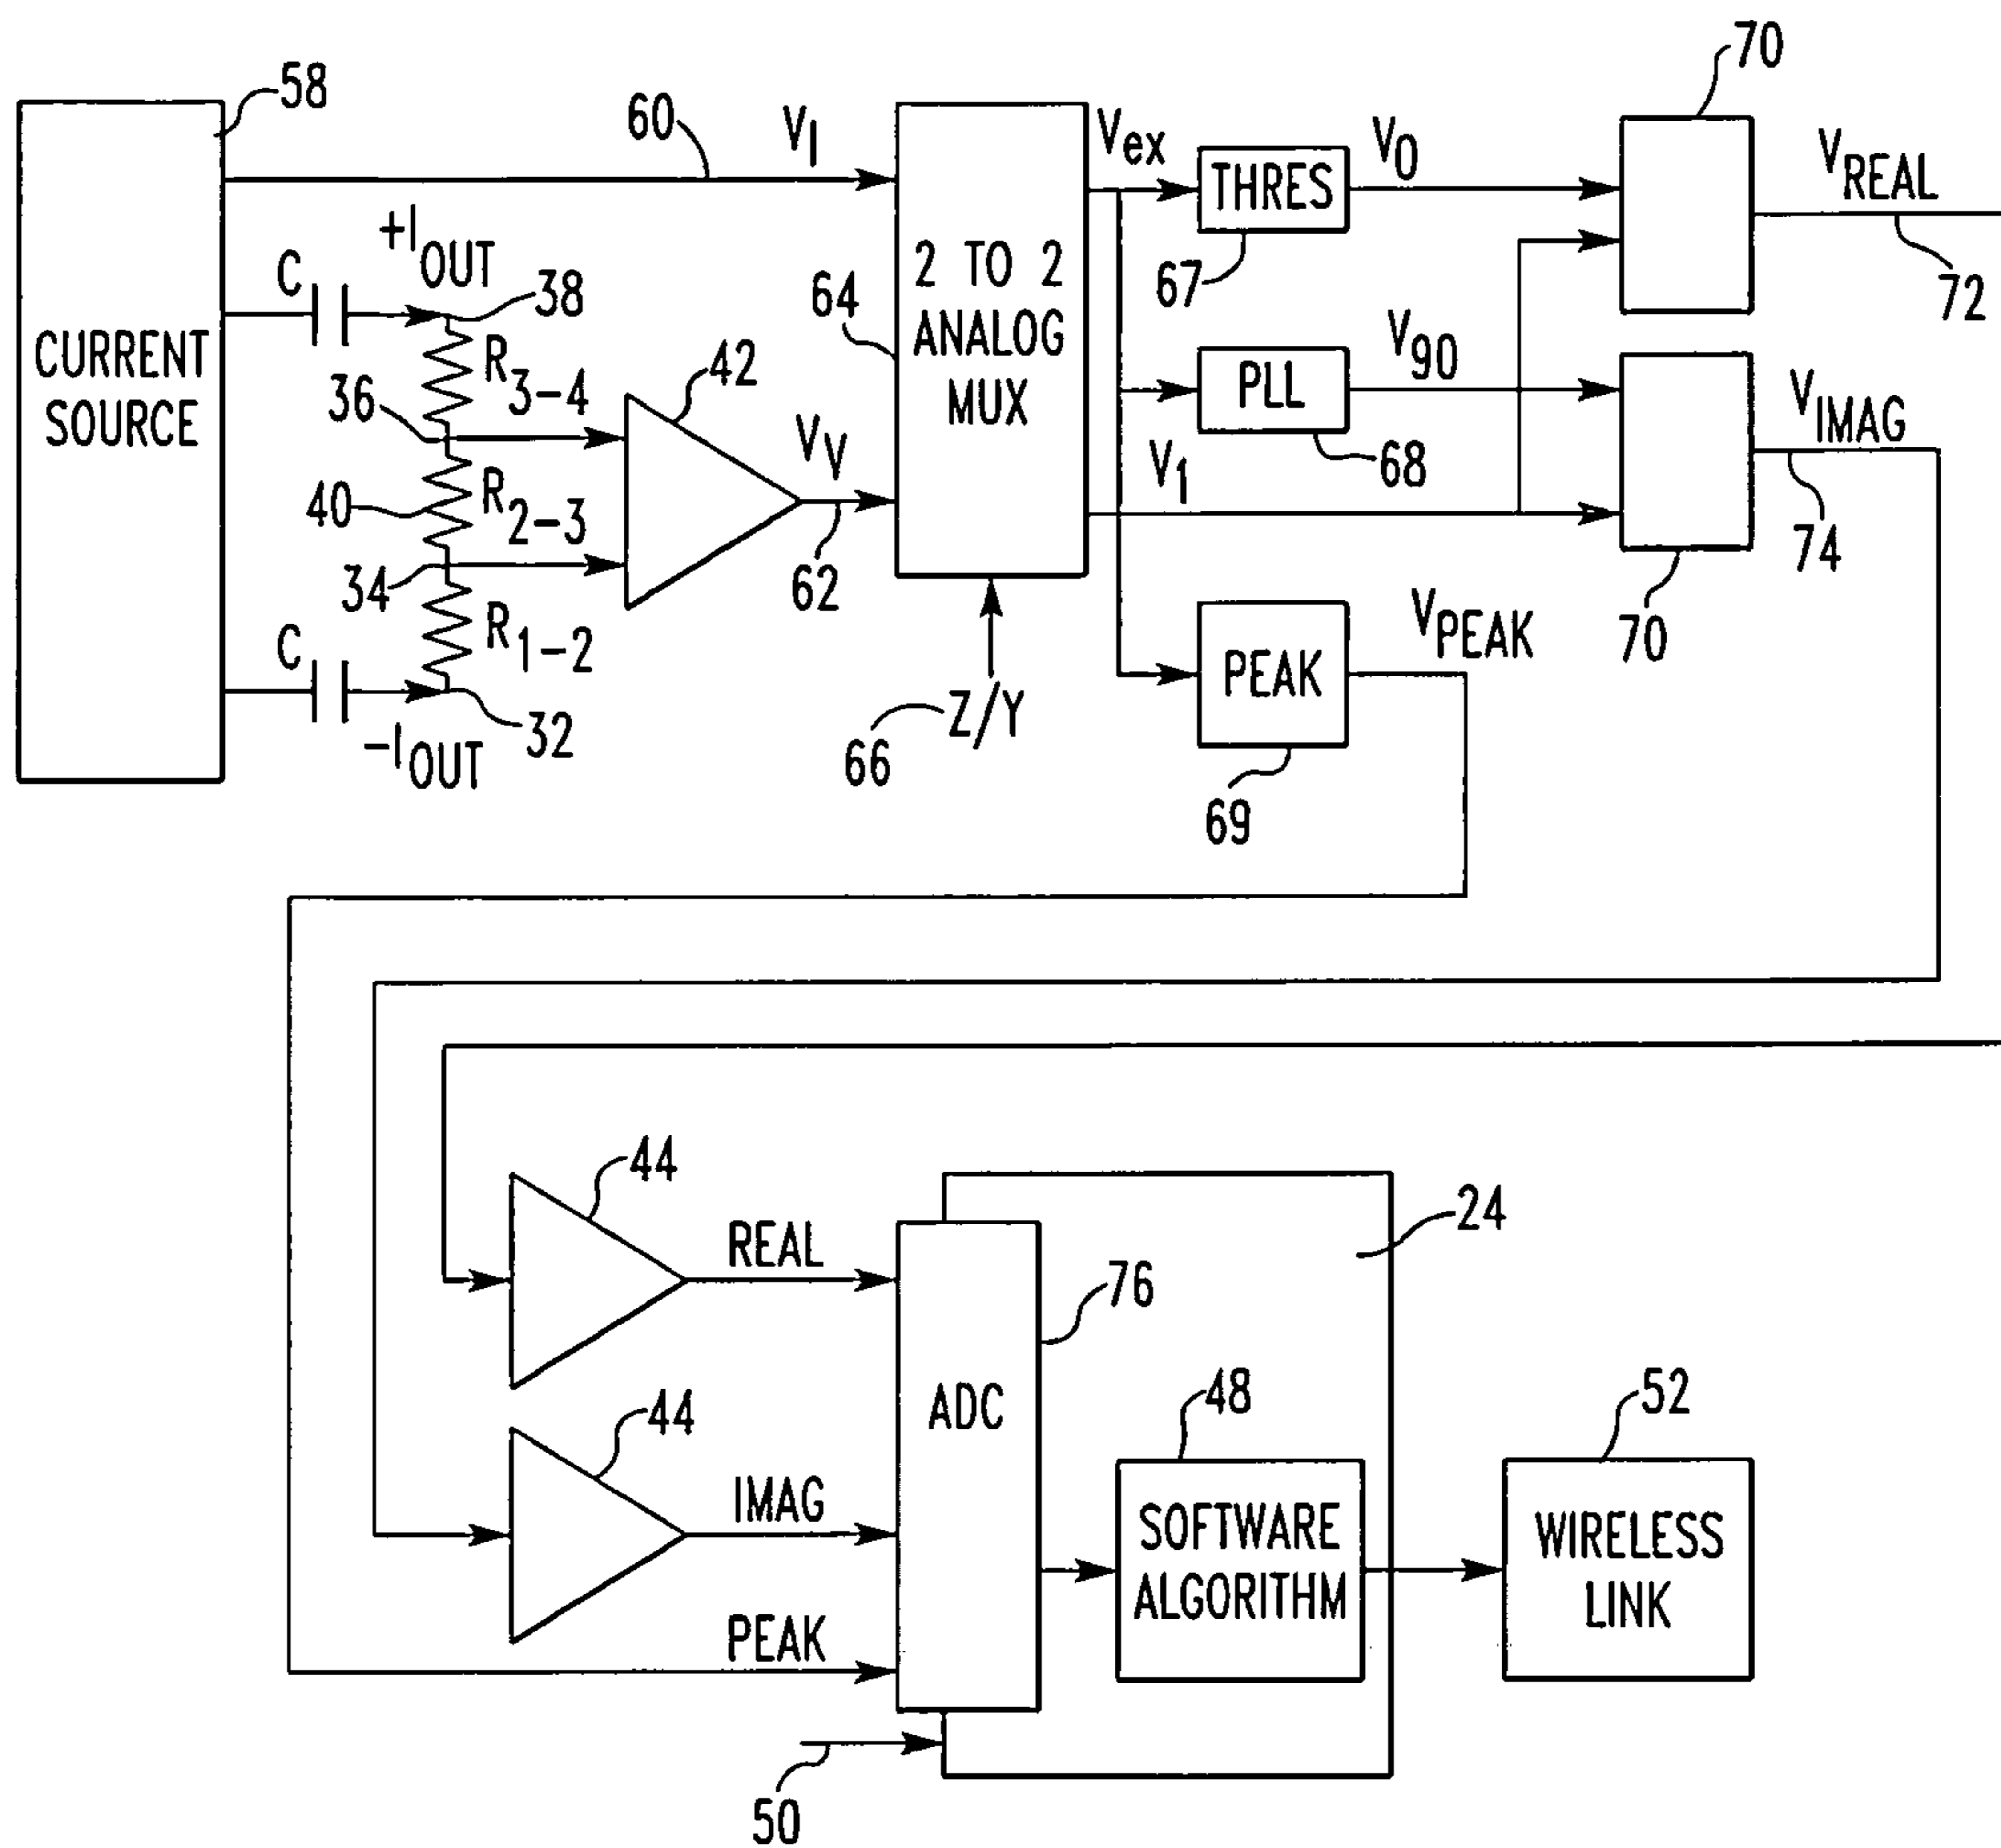 58
CURRENT
SOURCE
60
V_I
C
+I_OUT
38
R_3-4
36
40
R_2-3
34
R_1-2
C
-I_OUT
32
42
V_V
62
64
2 TO 2
ANALOG
MUX
66
Z/Y
V_ex
THRES
67
V_0
PLL
68
V_90
V_1
PEAK
69
V_PEAK
70
V_REAL
72
70
V_IMAG
74
44
REAL
44
IMAG
PEAK
ADC
76
24
48
SOFTWARE
ALGORITHM
52
WIRELESS
LINK
50